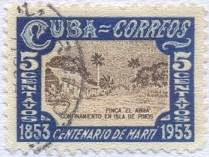 CUBA=CORREOS
5 CENTAVOS
5 CENTAVOS
FINCA EL ABRA
CONFINAMIENTO EN ISLA DE PINOS
1853 1953
CENTENARIO DE MARTI